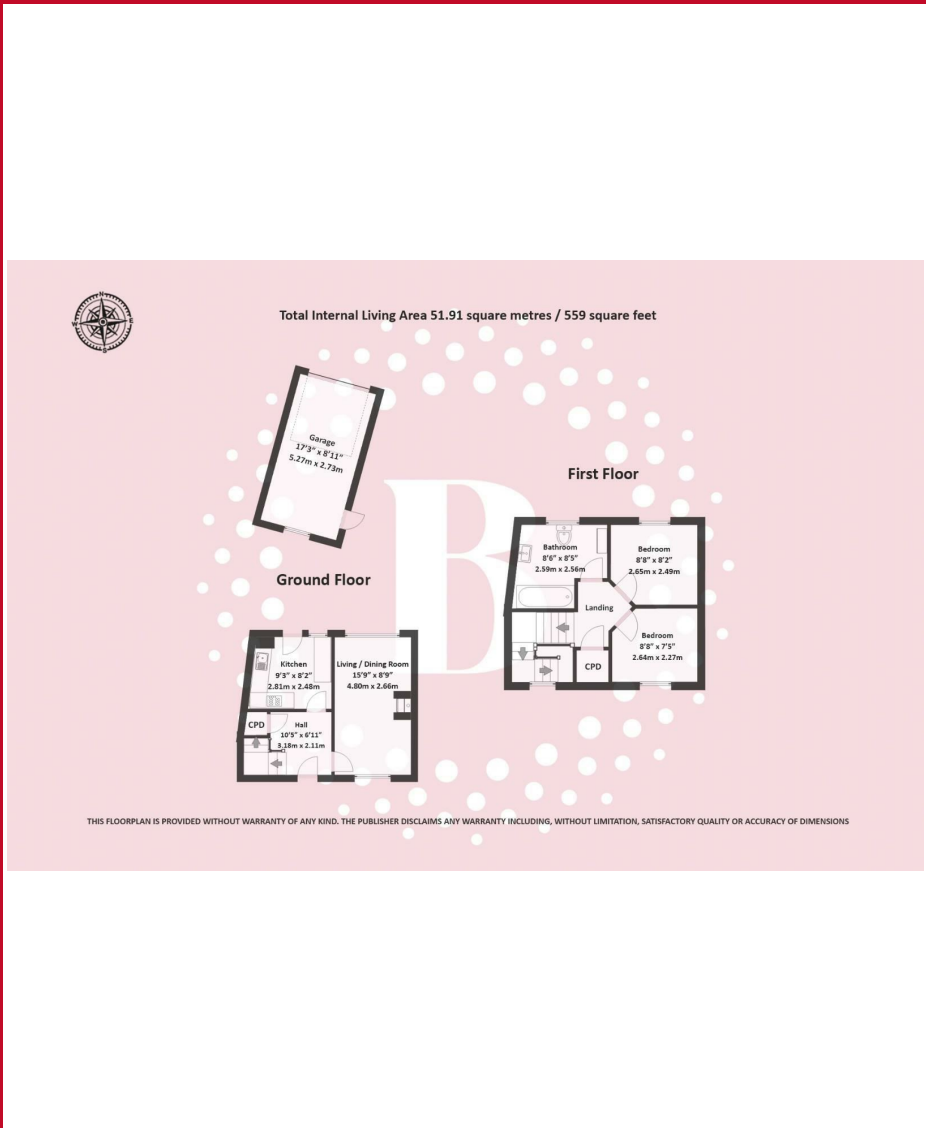 Total Internal Living Area 51.91 square metres / 559 square feet
N
W
E
S
Garage
17'3" x 8'11"
5.27m x 2.73m
First Floor
Bathroom
8'6" x 8'5"
2.59m x 2.56m
Bedroom
8'8" x 8'2"
2.65m x 2.49m
Landing
Bedroom
8'8" x 7'5"
2.64m x 2.27m
CPD
Ground Floor
Kitchen
9'3" x 8'2"
2.81m x 2.48m
Living / Dining Room
15'9" x 8'9"
4.80m x 2.66m
CPD
Hall
10'5" x 6'11"
3.18m x 2.11m
B
THIS FLOORPLAN IS PROVIDED WITHOUT WARRANTY OF ANY KIND. THE PUBLISHER DISCLAIMS ANY WARRANTY INCLUDING, WITHOUT LIMITATION, SATISFACTORY QUALITY OR ACCURACY OF DIMENSIONS